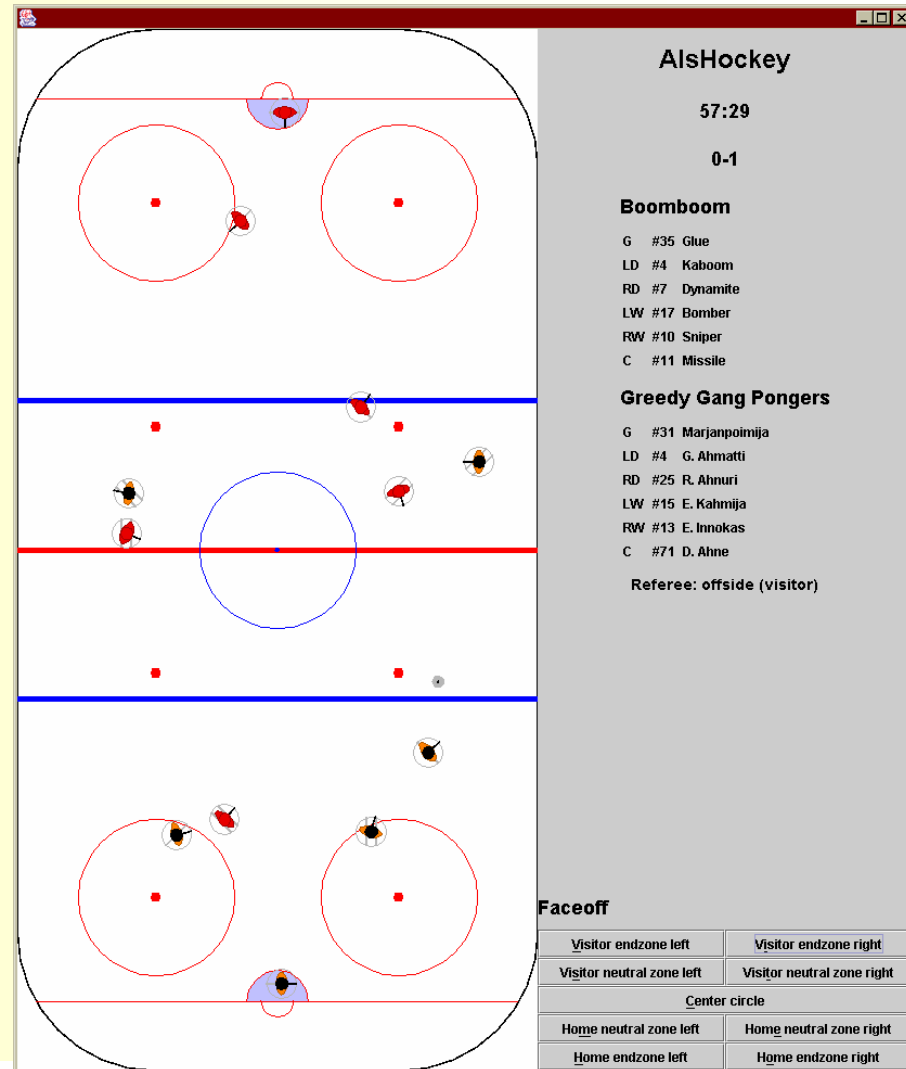 AIsHockey
57:29
0-1
Boomboom
G #35 Glue
LD #4 Kaboom
RD #7 Dynamite
LW #17 Bomber
RW #10 Sniper
C #11 Missile
Greedy Gang Pongers
G #31 Marjanpoimija
LD #4 G. Ahmatti
RD #25 R. Ahnuri
LW #15 E. Kahmija
RW #13 E. Innokas
C #71 D. Ahne
Referee: offside (visitor)
Faceoff
Visitor endzone left Visitor endzone right
Visitor neutral zone left Visitor neutral zone right
Center circle
Home neutral zone left Home neutral zone right
Home endzone left Home endzone right